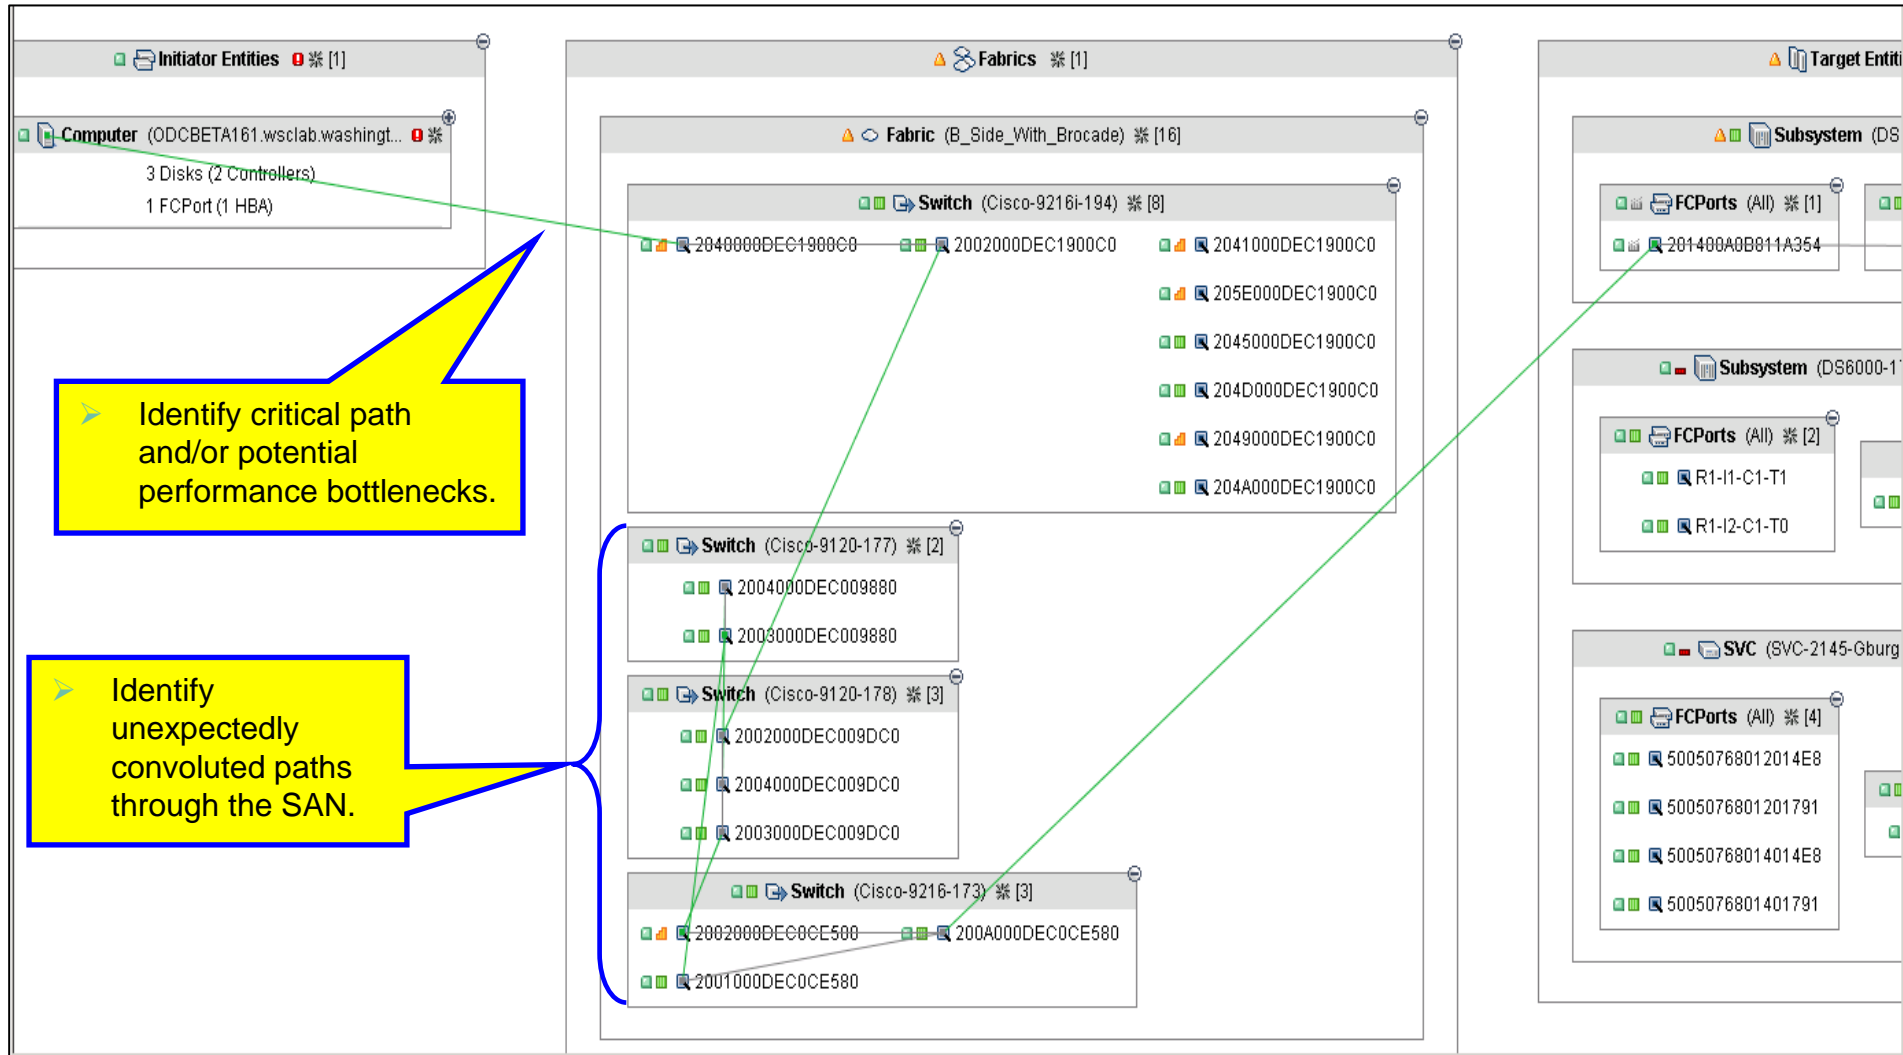 Initiator Entities [1]
Computer (ODCBETA161.wsclab.washingt...
3 Disks (2 Controllers)
1 FCPort (1 HBA)
Identify critical path
and/or potential
performance bottlenecks.
Identify
unexpectedly
convoluted paths
through the SAN.
Fabrics [1]
Fabric (B_Side_With_Brocade) [16]
Switch (Cisco-9216i-194) [8]
2040000DEC1900C0 2002000DEC1900C0 2041000DEC1900C0
205E000DEC1900C0
2045000DEC1900C0
204D000DEC1900C0
2049000DEC1900C0
204A000DEC1900C0
Switch (Cisco-9120-177) [2]
2004000DEC009880
2003000DEC009880
Switch (Cisco-9120-178) [3]
2002000DEC009DC0
2004000DEC009DC0
2003000DEC009DC0
Switch (Cisco-9216-173) [3]
2002000DEC0CE580 200A000DEC0CE580
2001000DEC0CE580
Target Entiti
Subsystem (DS
FCPorts (All) [1]
201400A0B811A354
Subsystem (DS6000-1
FCPorts (All) [2]
R1-I1-C1-T1
R1-I2-C1-T0
SVC (SVC-2145-Gburg
FCPorts (All) [4]
50050768012014E8
5005076801201791
50050768014014E8
5005076801401791